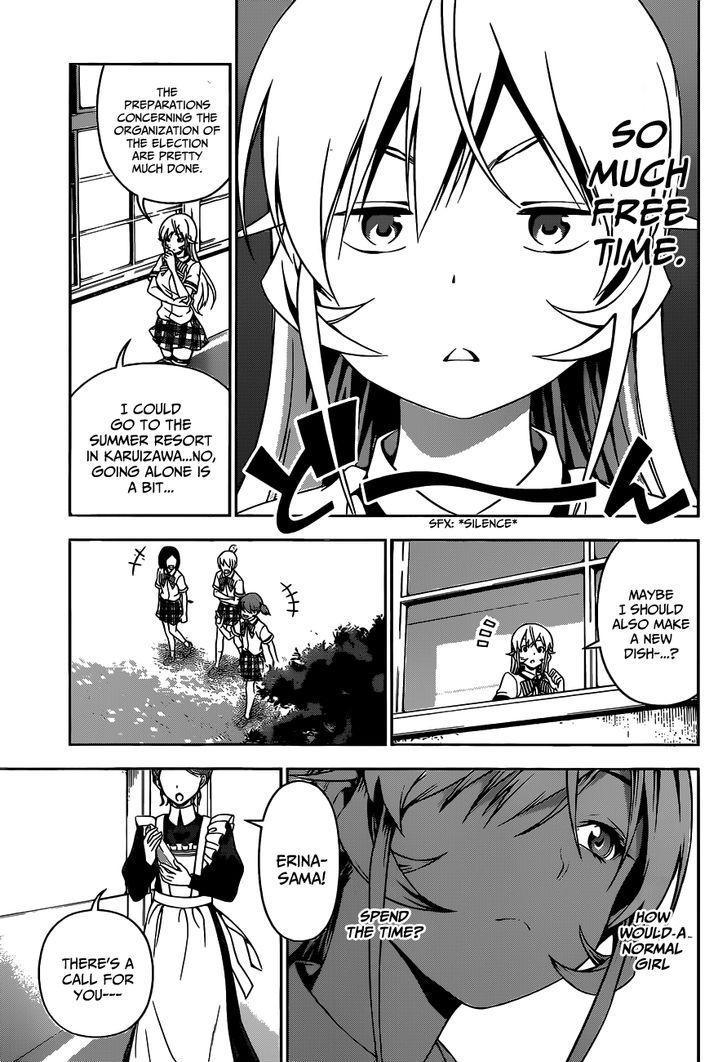 SO
MUCH
FREE
TIME.
ど――ん
SFX: *SILENCE*
THE
PREPARATIONS
CONCERNING THE
ORGANIZATION OF
THE ELECTION
ARE PRETTY
MUCH DONE.
I COULD
GO TO THE
SUMMER RESORT
IN KARUIZAWA...NO,
GOING ALONE IS
A BIT...
MAYBE
I SHOULD
ALSO MAKE
A NEW
DISH-...?
HOW
WOULD A
NORMAL
GIRL
SPEND
THE TIME?
ERINA-
SAMA!
THERE'S A
CALL FOR
YOU---